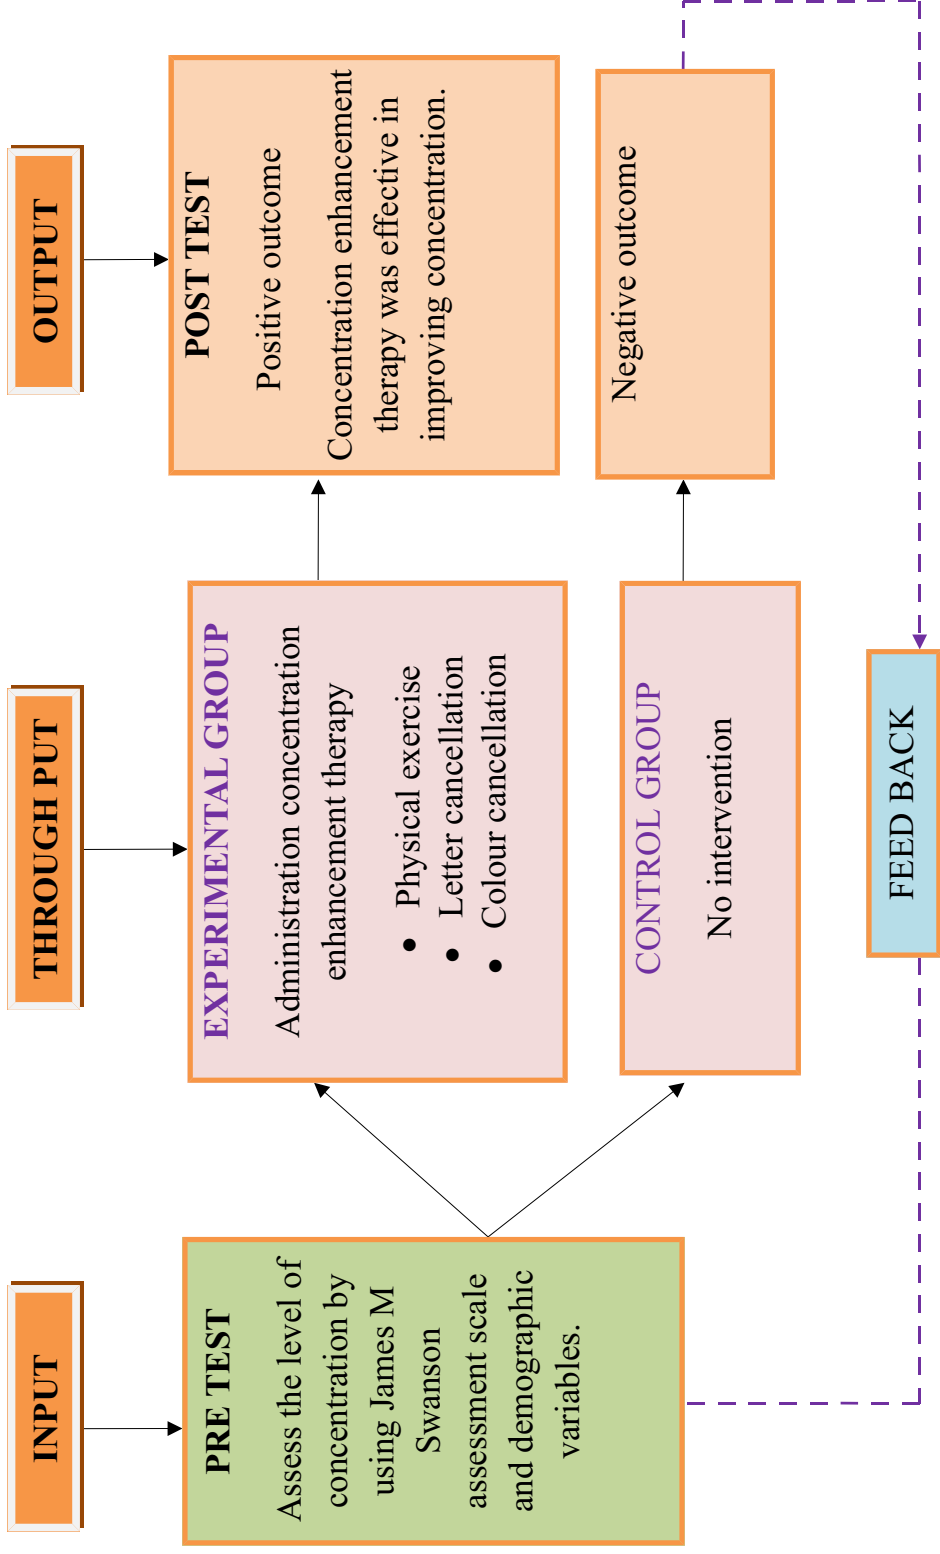 INPUT
THROUGH PUT
OUTPUT
PRE TEST
Assess the level of
concentration by
using James M
Swanson
assessment scale
and demographic
variables.
EXPERIMENTAL GROUP
Administration concentration
enhancement therapy
• Physical exercise
• Letter cancellation
• Colour cancellation
CONTROL GROUP
No intervention
POST TEST
Positive outcome
Concentration enhancement
therapy was effective in
improving concentration.
Negative outcome
FEED BACK